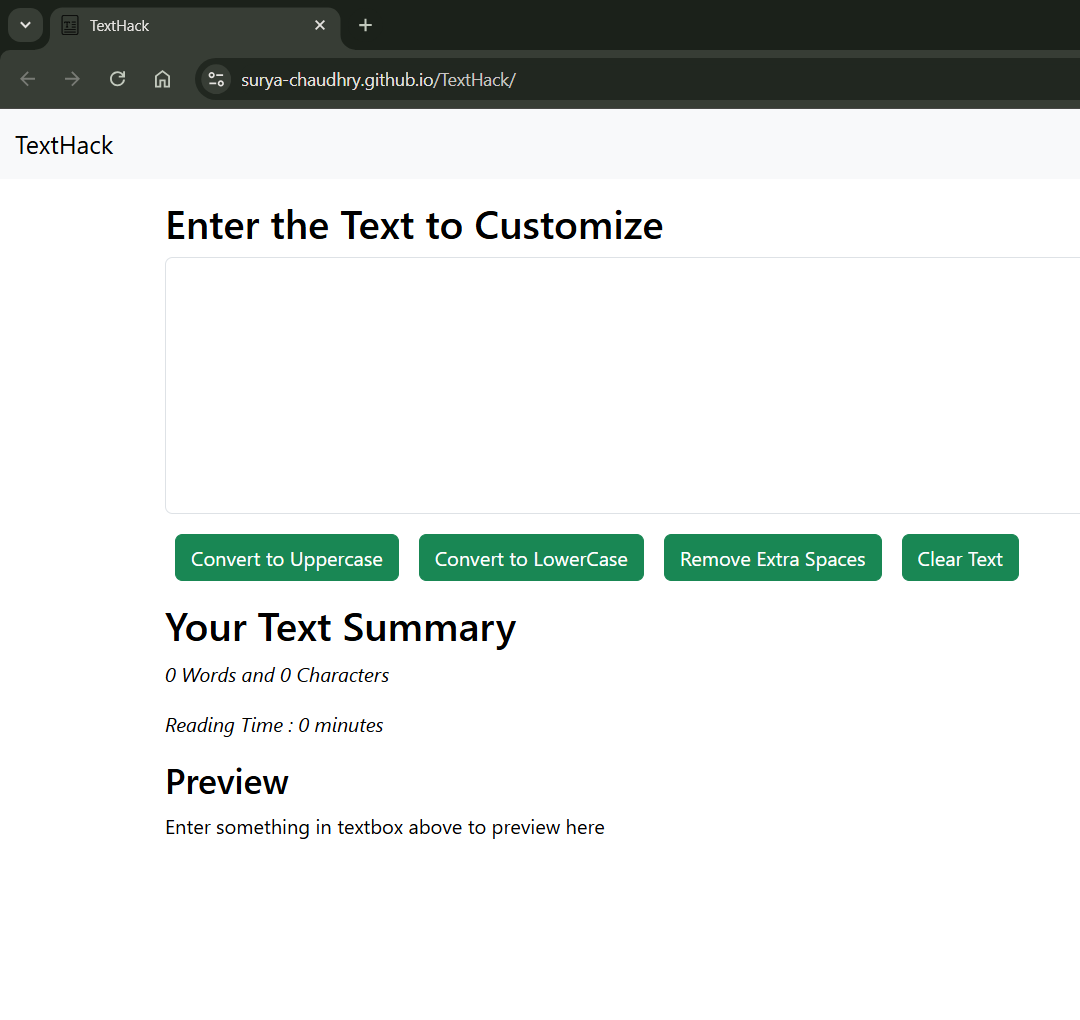 TextHack
surya-chaudhry.github.io/TextHack/
TextHack
Enter the Text to Customize
Convert to Uppercase Convert to LowerCase Remove Extra Spaces Clear Text
Your Text Summary
0 Words and 0 Characters
Reading Time : 0 minutes
Preview
Enter something in textbox above to preview here